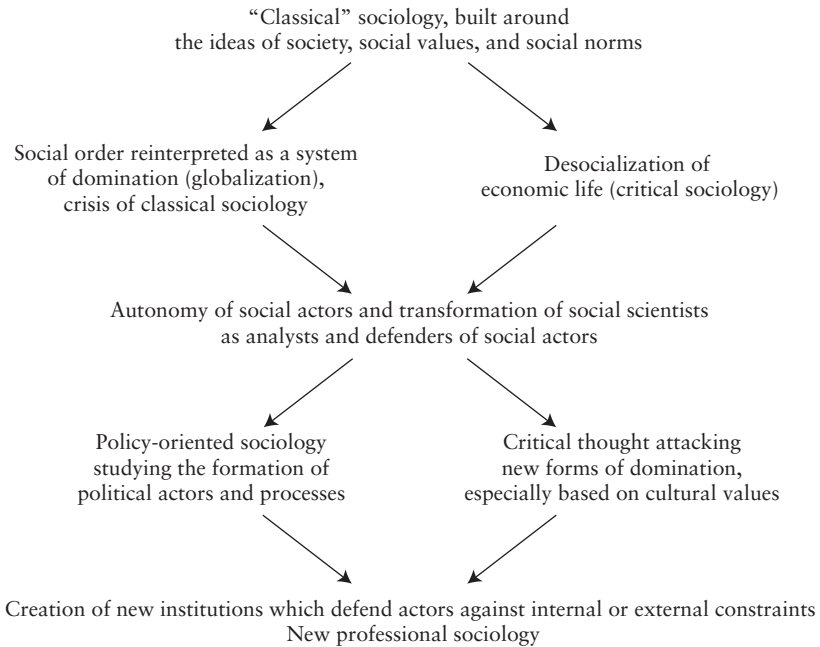 “Classical” sociology, built around
the ideas of society, social values, and social norms
Social order reinterpreted as a system
of domination (globalization),
crisis of classical sociology
Desocialization of
economic life (critical sociology)
Autonomy of social actors and transformation of social scientists
as analysts and defenders of social actors
Policy-oriented sociology
studying the formation of
political actors and processes
Critical thought attacking
new forms of domination,
especially based on cultural values
Creation of new institutions which defend actors against internal or external constraints
New professional sociology